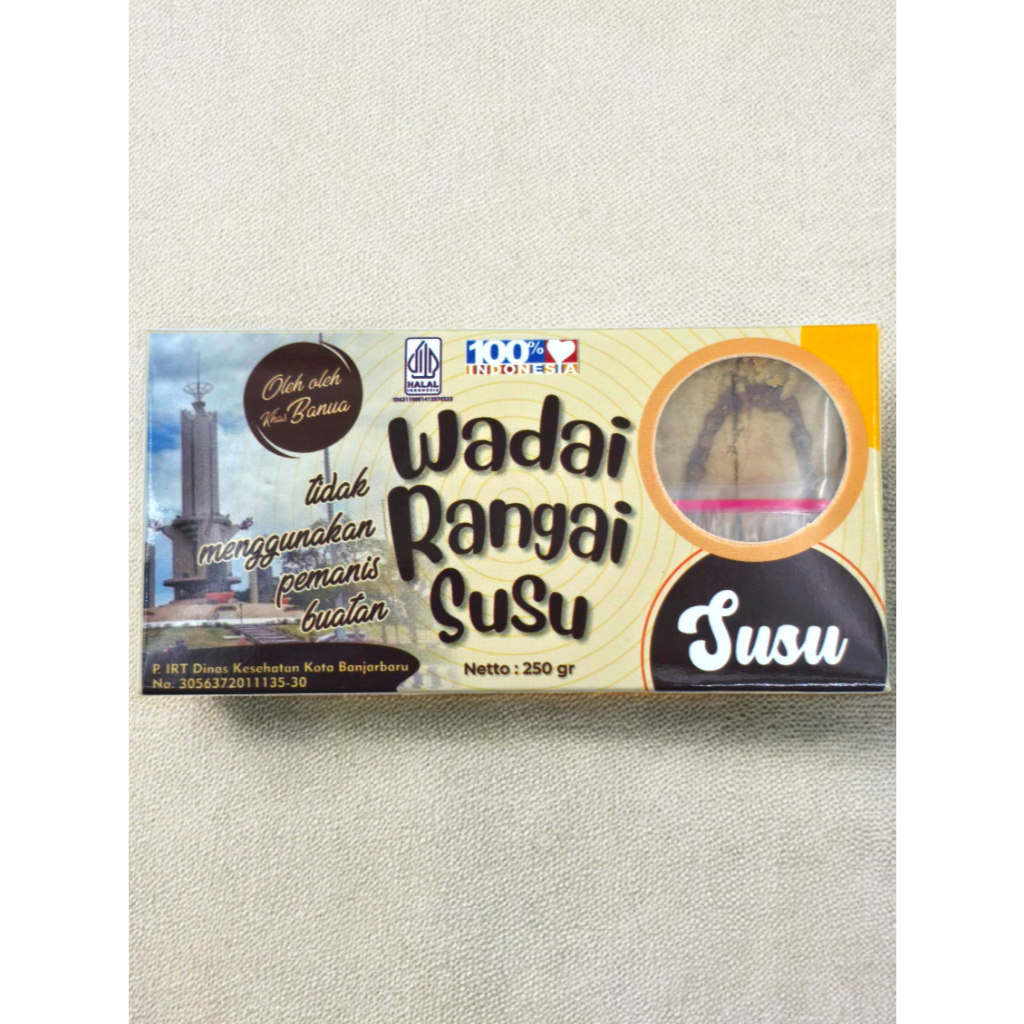 Oleh oleh
Khas Banua
tidak
menggunakan
pemanis
buatan
P. IRT Dinas Kesehatan Kota Banjarbaru
No. 3056372011135-30
HALAL
INDONESIA
100%
INDONESIA
Wadai
Rangai
Susu
Netto : 250 gr
Susu